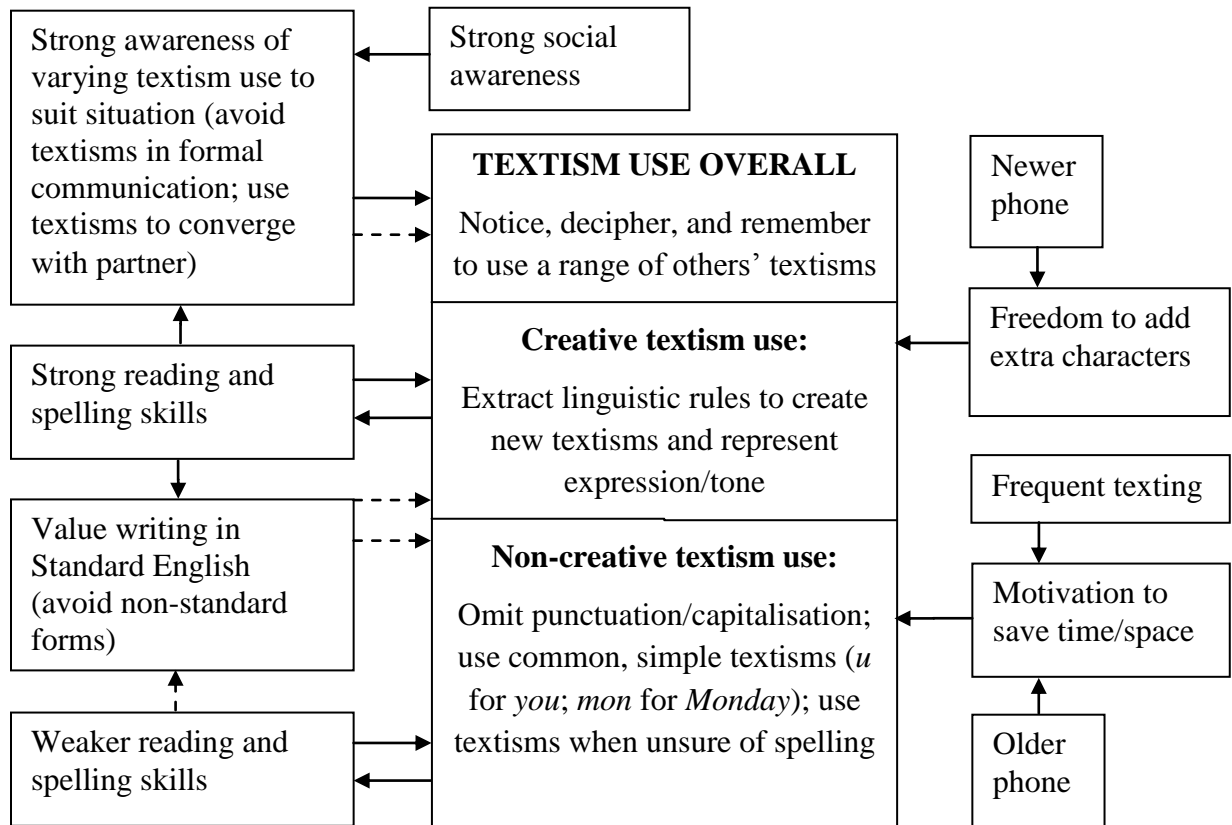 Strong awareness of
varying textism use to
suit situation (avoid
textisms in formal
communication; use
textisms to converge
with partner)
Strong social
awareness
TEXTISM USE OVERALL
Notice, decipher, and remember
to use a range of others’ textisms
Newer
phone
Freedom to add
extra characters
Creative textism use:
Extract linguistic rules to create
new textisms and represent
expression/tone
Strong reading and
spelling skills
Value writing in
Standard English
(avoid non-standard
forms)
Frequent texting
Non-creative textism use:
Omit punctuation/capitalisation;
use common, simple textisms (u
for you; mon for Monday); use
textisms when unsure of spelling
Motivation to
save time/space
Weaker reading and
spelling skills
Older
phone